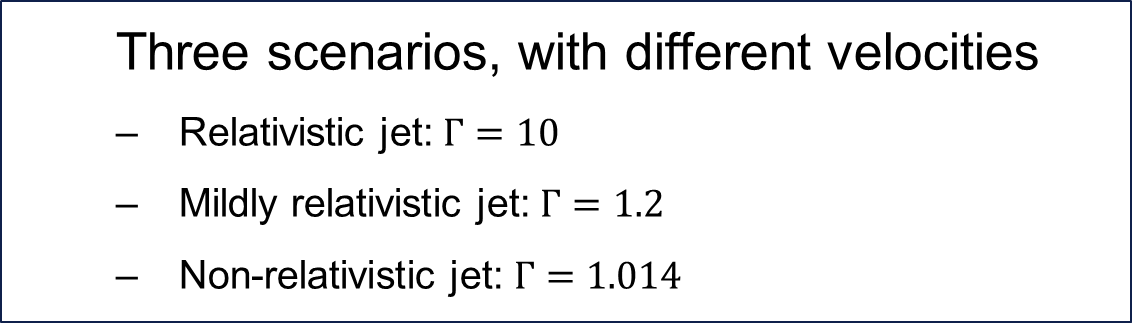 Three scenarios, with different velocities
– Relativistic jet: Γ = 10
– Mildly relativistic jet: Γ = 1.2
– Non-relativistic jet: Γ = 1.014